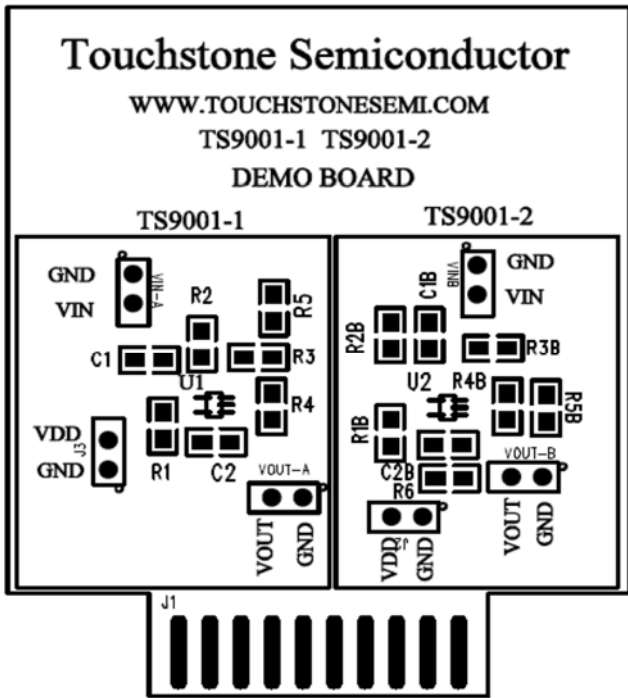 Touchstone Semiconductor
WWW.TOUCHSTONESEMI.COM
TS9001-1 TS9001-2
DEMO BOARD
TS9001-1
GND
VIN
VIN-A
R2
R5
C1
R3
U1
R4
VDD
GND
J3
R1
C2
VOUT-A
VOUT
GND
TS9001-2
GND
VIN
VINB
C1B
R2B
R3B
U2
R4B
R5B
R1B
C2B
R6
VOUT-B
VOUT
GND
VDD
GND
J2
J1